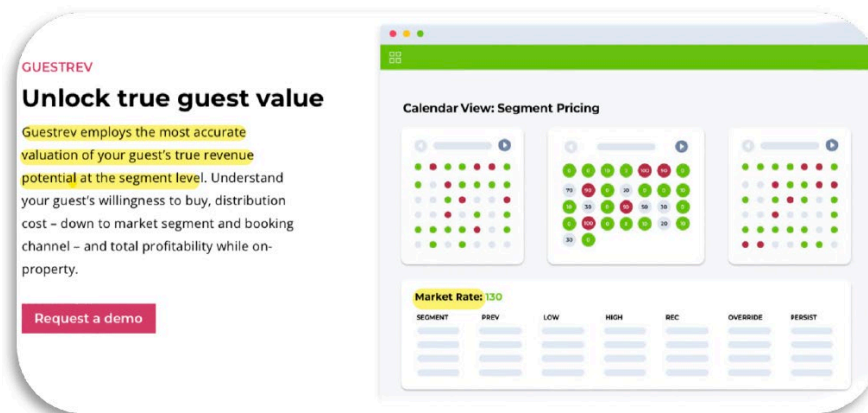 GUESTREV
Unlock true guest value
Guestrev employs the most accurate
valuation of your guest's true revenue
potential at the segment level. Understand
your guest's willingness to buy, distribution
cost – down to market segment and booking
channel – and total profitability while on-
property.
Request a demo
Calendar View: Segment Pricing
Market Rate: 130
SEGMENT PREV LOW HIGH REC OVERRIDE PERSIST